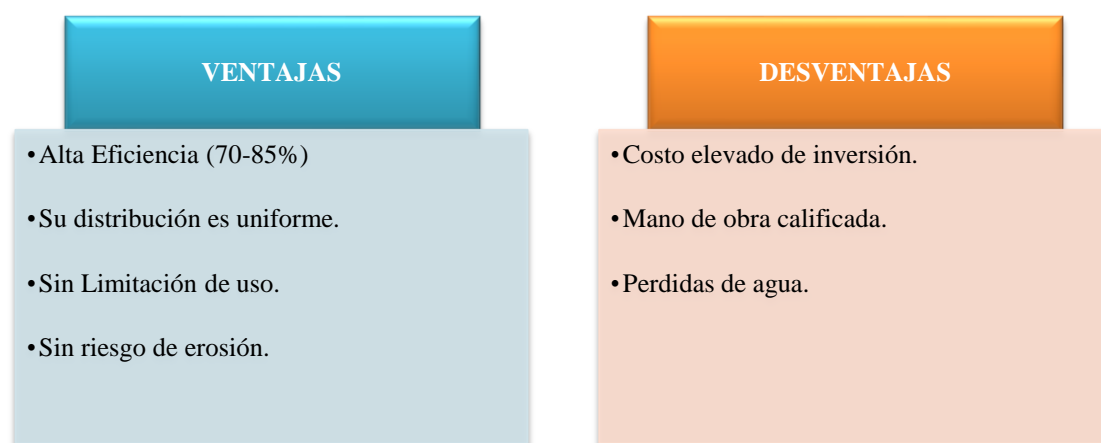 VENTAJAS
•Alta Eficiencia (70-85%)
•Su distribución es uniforme.
•Sin Limitación de uso.
•Sin riesgo de erosión.
DESVENTAJAS
•Costo elevado de inversión.
•Mano de obra calificada.
•Perdidas de agua.